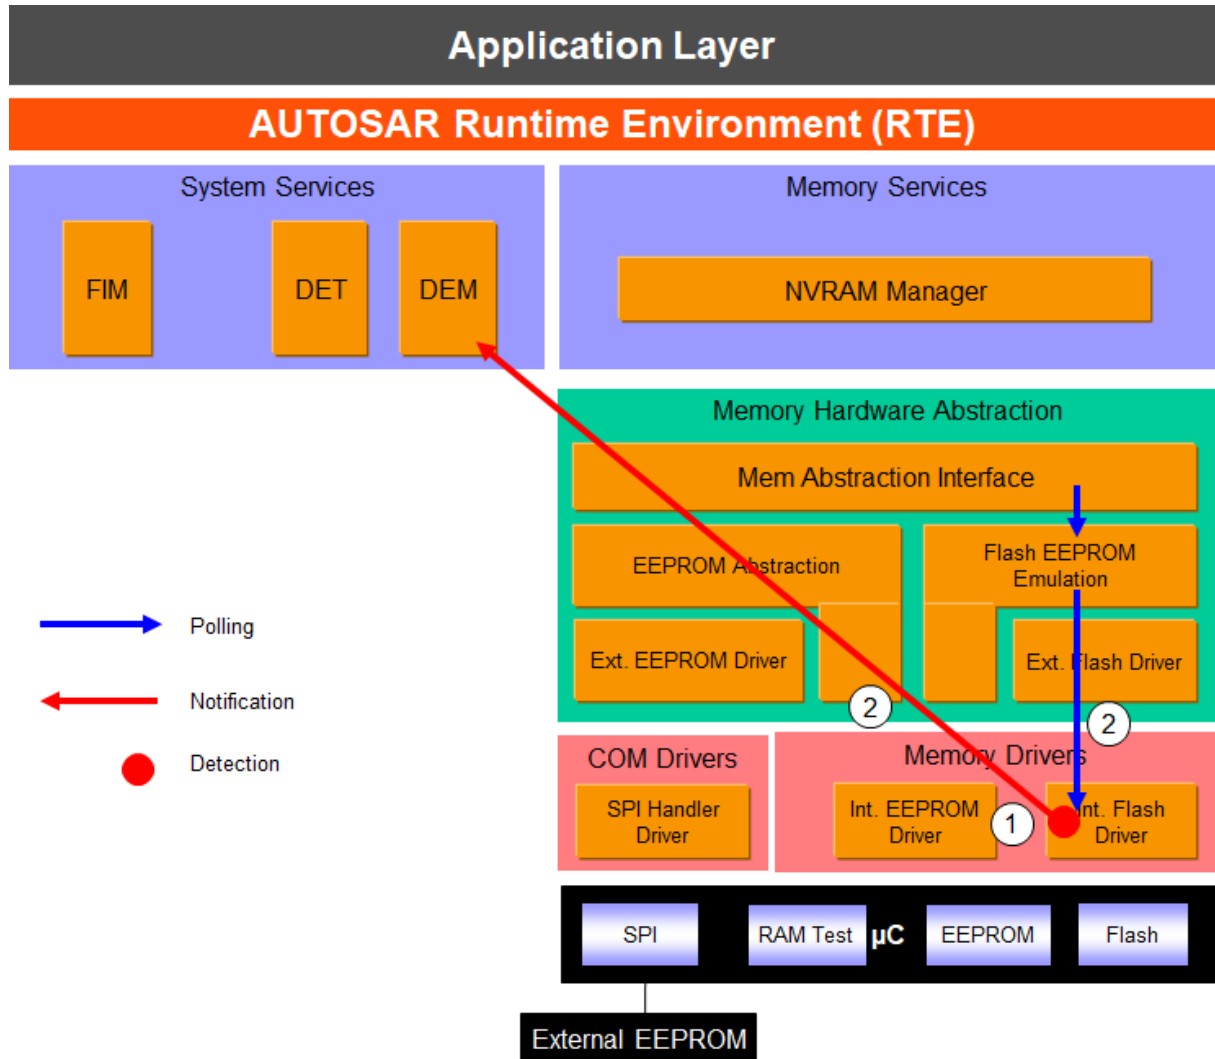 Application Layer
AUTOSAR Runtime Environment (RTE)
System Services
Memory Services
FIM
DET
DEM
NVRAM Manager
Memory Hardware Abstraction
Mem Abstraction Interface
EEPROM Abstraction
Flash EEPROM
Emulation
Ext. EEPROM Driver
Ext. Flash Driver
Polling
Notification
Detection
2
2
COM Drivers
Memory Drivers
SPI Handler
Driver
Int. EEPROM
Driver
1
Int. Flash
Driver
SPI
RAM Test
µC
EEPROM
Flash
External EEPROM